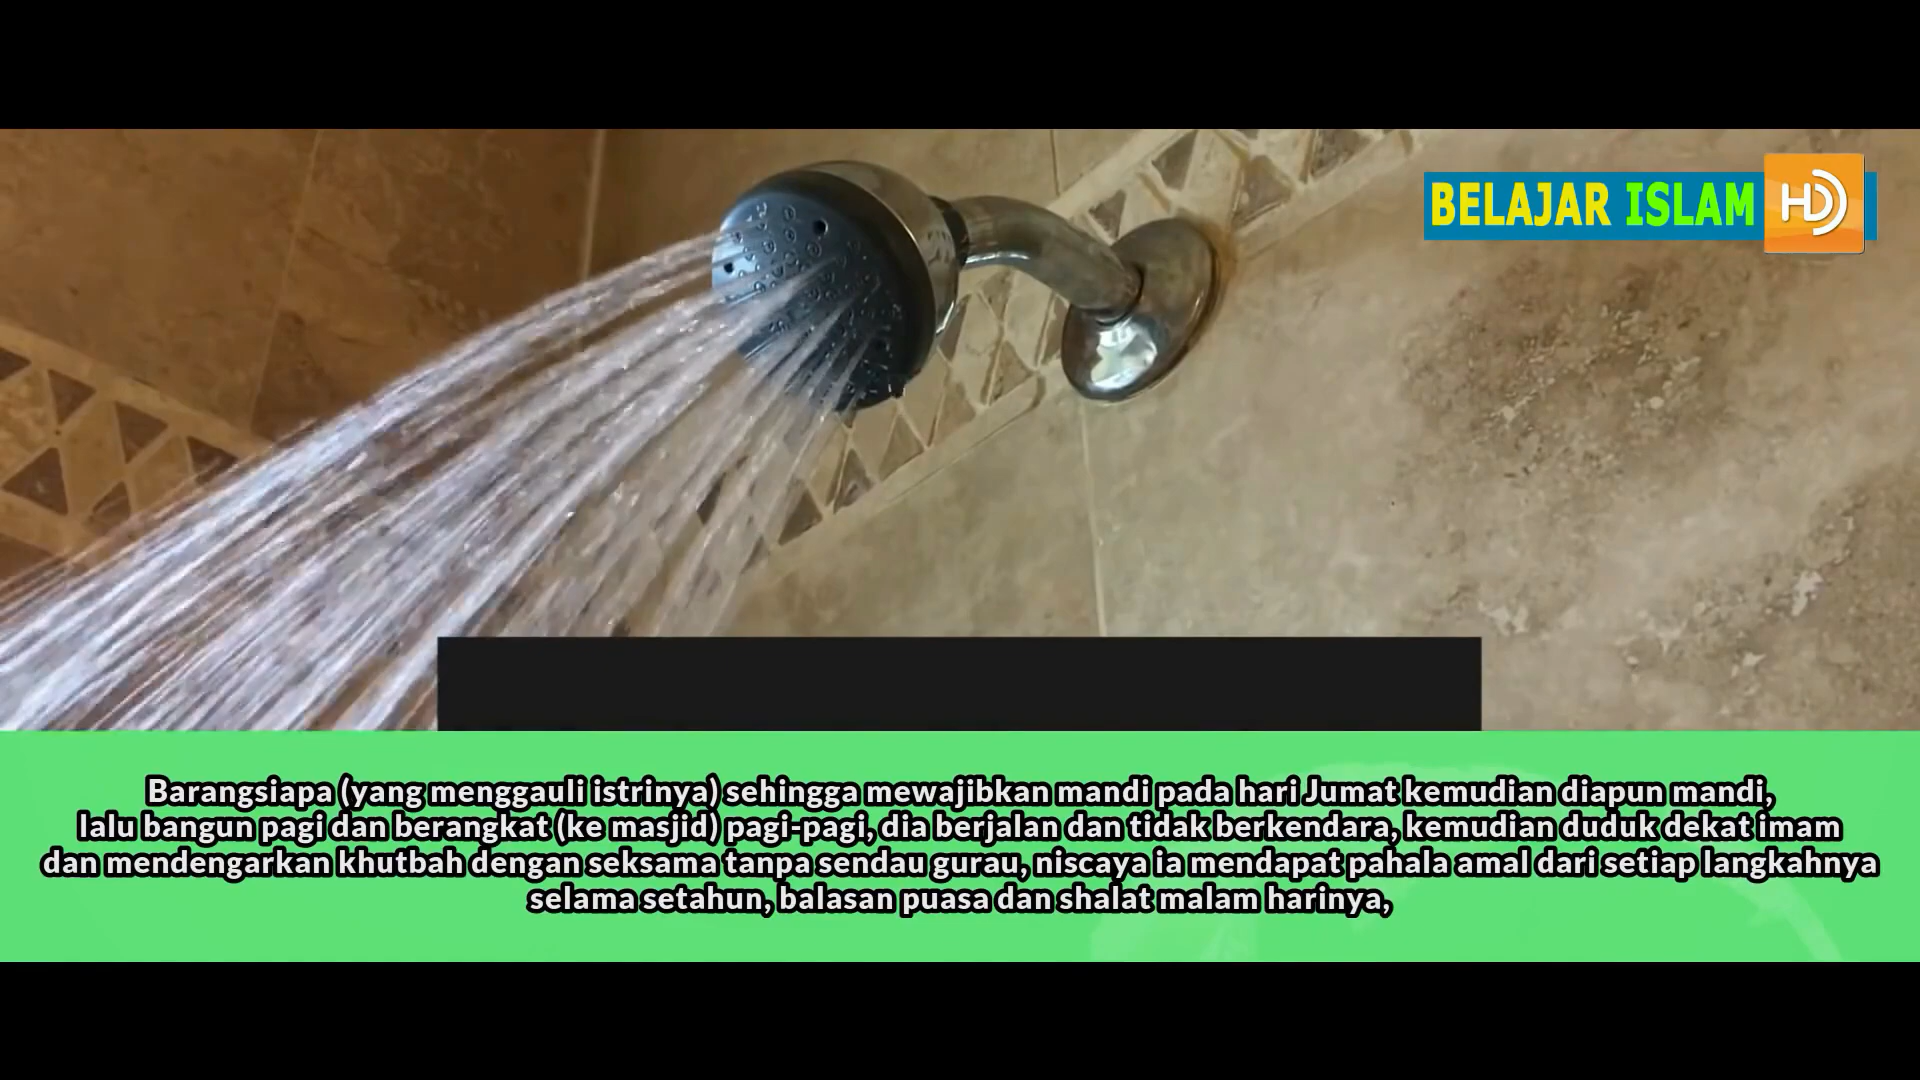 BELAJAR ISLAM HD
Barangsiapa (yang menggauli istrinya) sehingga mewajibkan mandi pada hari Jumat kemudian diapun mandi,
lalu bangun pagi dan berangkat (ke masjid) pagi-pagi, dia berjalan dan tidak berkendara, kemudian duduk dekat imam
dan mendengarkan khutbah dengan seksama tanpa sendau gurau, niscaya ia mendapat pahala amal dari setiap langkahnya
selama setahun, balasan puasa dan shalat malam harinya,